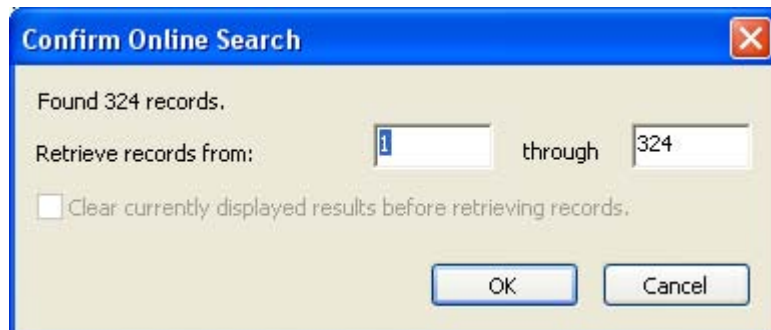 Confirm Online Search
Found 324 records.
Retrieve records from: 1 through 324
Clear currently displayed results before retrieving records.
OK Cancel